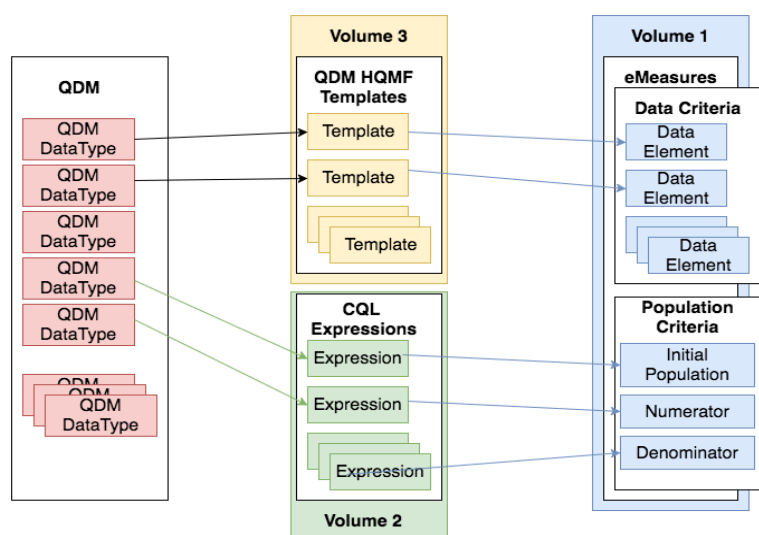 QDM
QDM
DataType
QDM
DataType
QDM
DataType
QDM
DataType
QDM
DataType
QDM
QDM
QDM
DataType
Volume 3
QDM HQMF
Templates
Template
Template
Template
CQL
Expressions
Expression
Expression
Expression
Volume 2
Volume 1
eMeasures
Data Criteria
Data
Element
Data
Element
Data
Element
Population
Criteria
Initial
Population
Numerator
Denominator